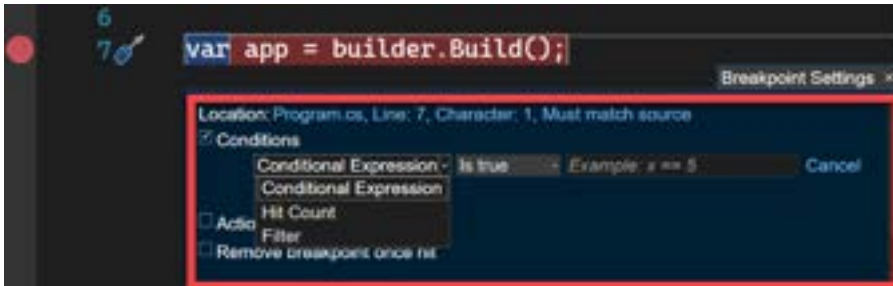 6
7 var app = builder.Build();
Breakpoint Settings ×
Location: Program.cs, Line: 7, Character: 1, Must match source
Conditions
Conditional Expression Is true Example: x == 5 Cancel
Conditional Expression
Hit Count
Actio
Filter
Remove breakpoint once hit